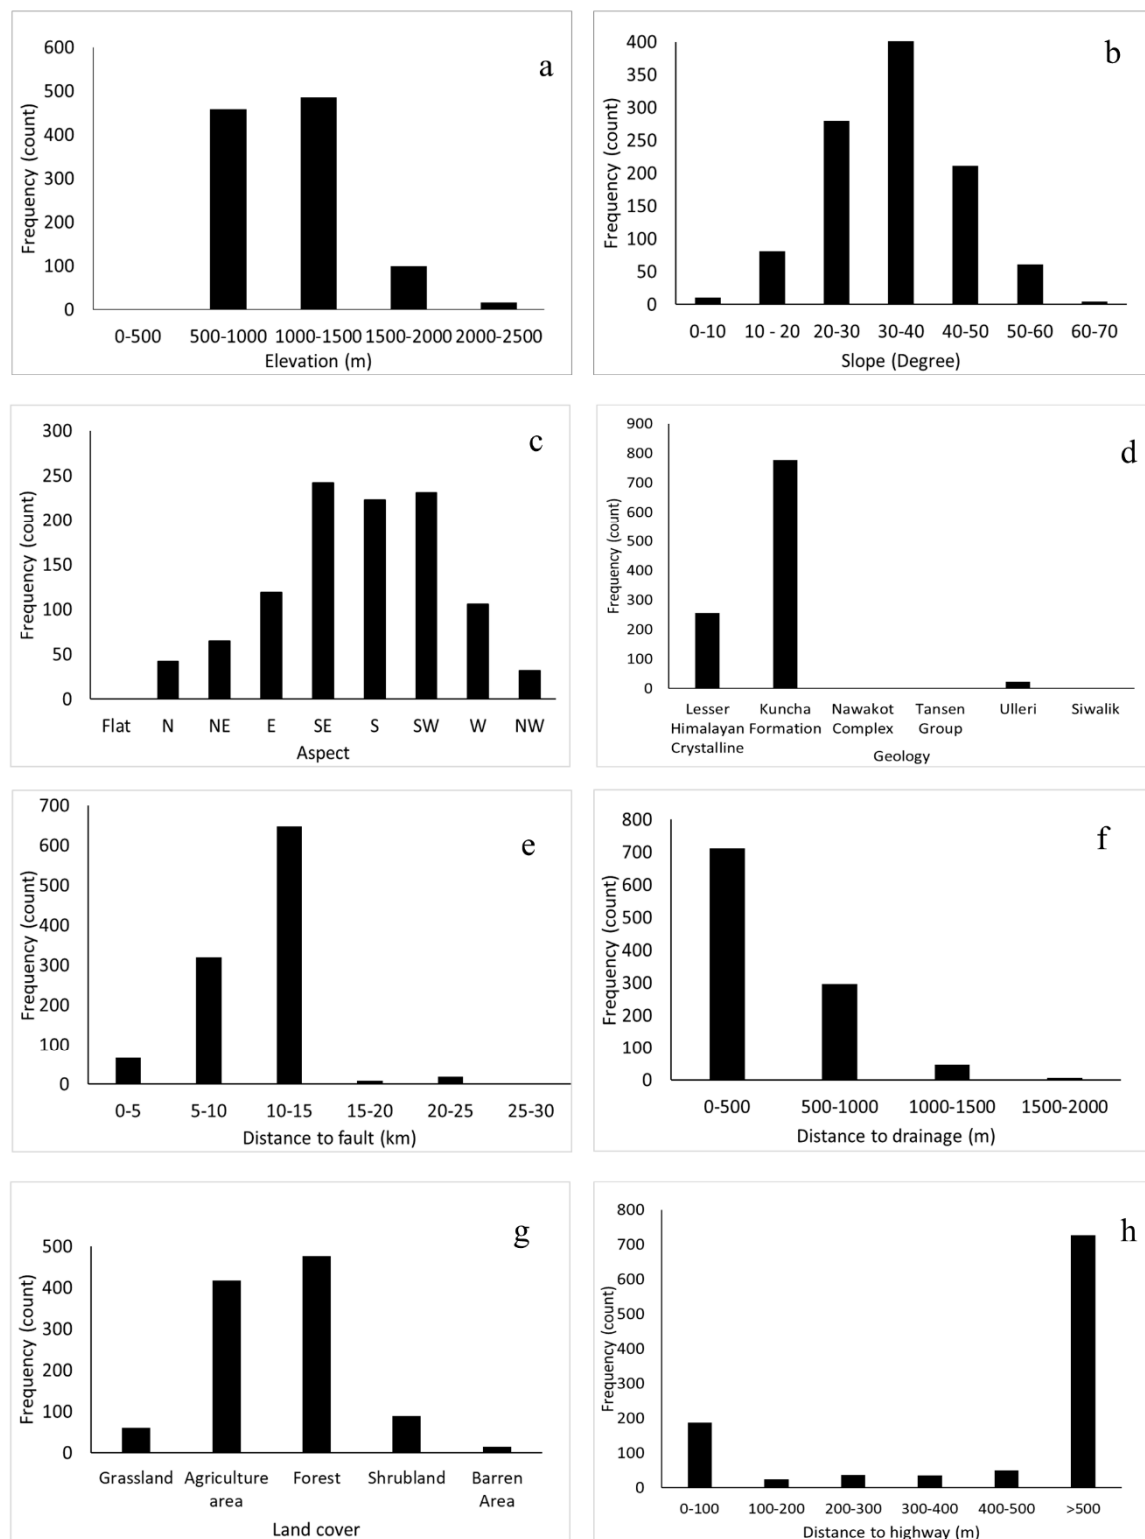 a
600
500
400
300
200
100
0
Frequency (count)
0-500 500-1000 1000-1500 1500-2000 2000-2500
Elevation (m)
b
400
350
300
250
200
150
100
50
0
Frequency (count)
0-10 10 - 20 20-30 30-40 40-50 50-60 60-70
Slope (Degree)
c
300
250
200
150
100
50
0
Frequency (count)
Flat N NE E SE S SW W NW
Aspect
d
900
800
700
600
500
400
300
200
100
0
Frequency (count)
Lesser Himalayan Crystalline
Kuncha Formation
Nawakot Complex
Tansen Group
Ulleri
Siwalik
Geology
e
700
600
500
400
300
200
100
0
Frequency (count)
0-5 5-10 10-15 15-20 20-25 25-30
Distance to fault (km)
f
800
700
600
500
400
300
200
100
0
Frequency (count)
0-500 500-1000 1000-1500 1500-2000
Distance to drainage (m)
g
500
400
300
200
100
0
Frequency (count)
Grassland
Agriculture area
Forest
Shrubland
Barren Area
Land cover
h
800
700
600
500
400
300
200
100
0
Frequency (count)
0-100 100-200 200-300 300-400 400-500 >500
Distance to highway (m)